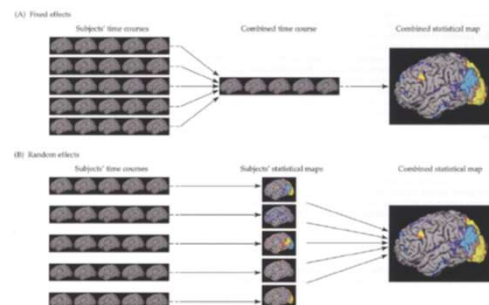 (A) Fixed effects
Subjects' time courses
Combined time course
Combined statistical map
(B) Random effects
Subjects' time courses
Subjects' statistical maps
Combined statistical map